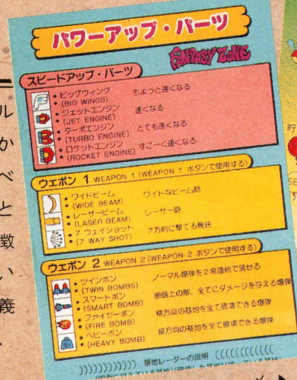 パワーアップ・パーツ
FANTASY ZONE
スピードアップ・パーツ
• ビッグウィング ちょっと速くなる
(BIG WINGS)
• ジェットエンジン 速くなる
(JET ENGINE)
• ターボエンジン とても速くなる
(TURBO ENGINE)
• ロケットエンジン すごーく速くなる
(ROCKET ENGINE)
ウェポン 1 WEAPON 1 (WEAPON 1 ボタンで使用する)
• ワイドビーム ワイドなビーム砲
(WIDE BEAM)
• レーザービーム レーザー砲
(LASER BEAM)
• 7 ウェイショット 7方向に撃てる
(7 WAY SHOT)
ウェポン 2 WEAPON 2 (WEAPON 2 ボタンで使用する)
• ツインボム ノーマル爆弾を2発連続で落せる
(TWIN BOMBS)
• スマートボム 画面上の敵、全てにダメージを与える爆弾
(SMART BOMB)
• ファイヤーボム 横方向の基地を全て破壊できる爆弾
(FIRE BOMB)
• ヘビーボム 縦方向の基地を全て破壊できる爆弾
(HEAVY BOMB)
基地レーダーの説明
ル
か
べ
と
徴
い
義